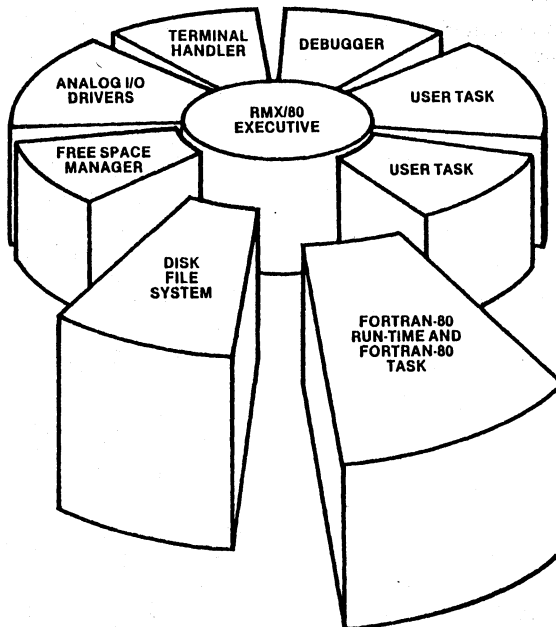 TERMINAL
HANDLER
DEBUGGER
ANALOG I/O
DRIVERS
RMX/80
EXECUTIVE
USER TASK
FREE SPACE
MANAGER
USER TASK
DISK
FILE
SYSTEM
FORTRAN-80
RUN-TIME AND
FORTRAN-80
TASK